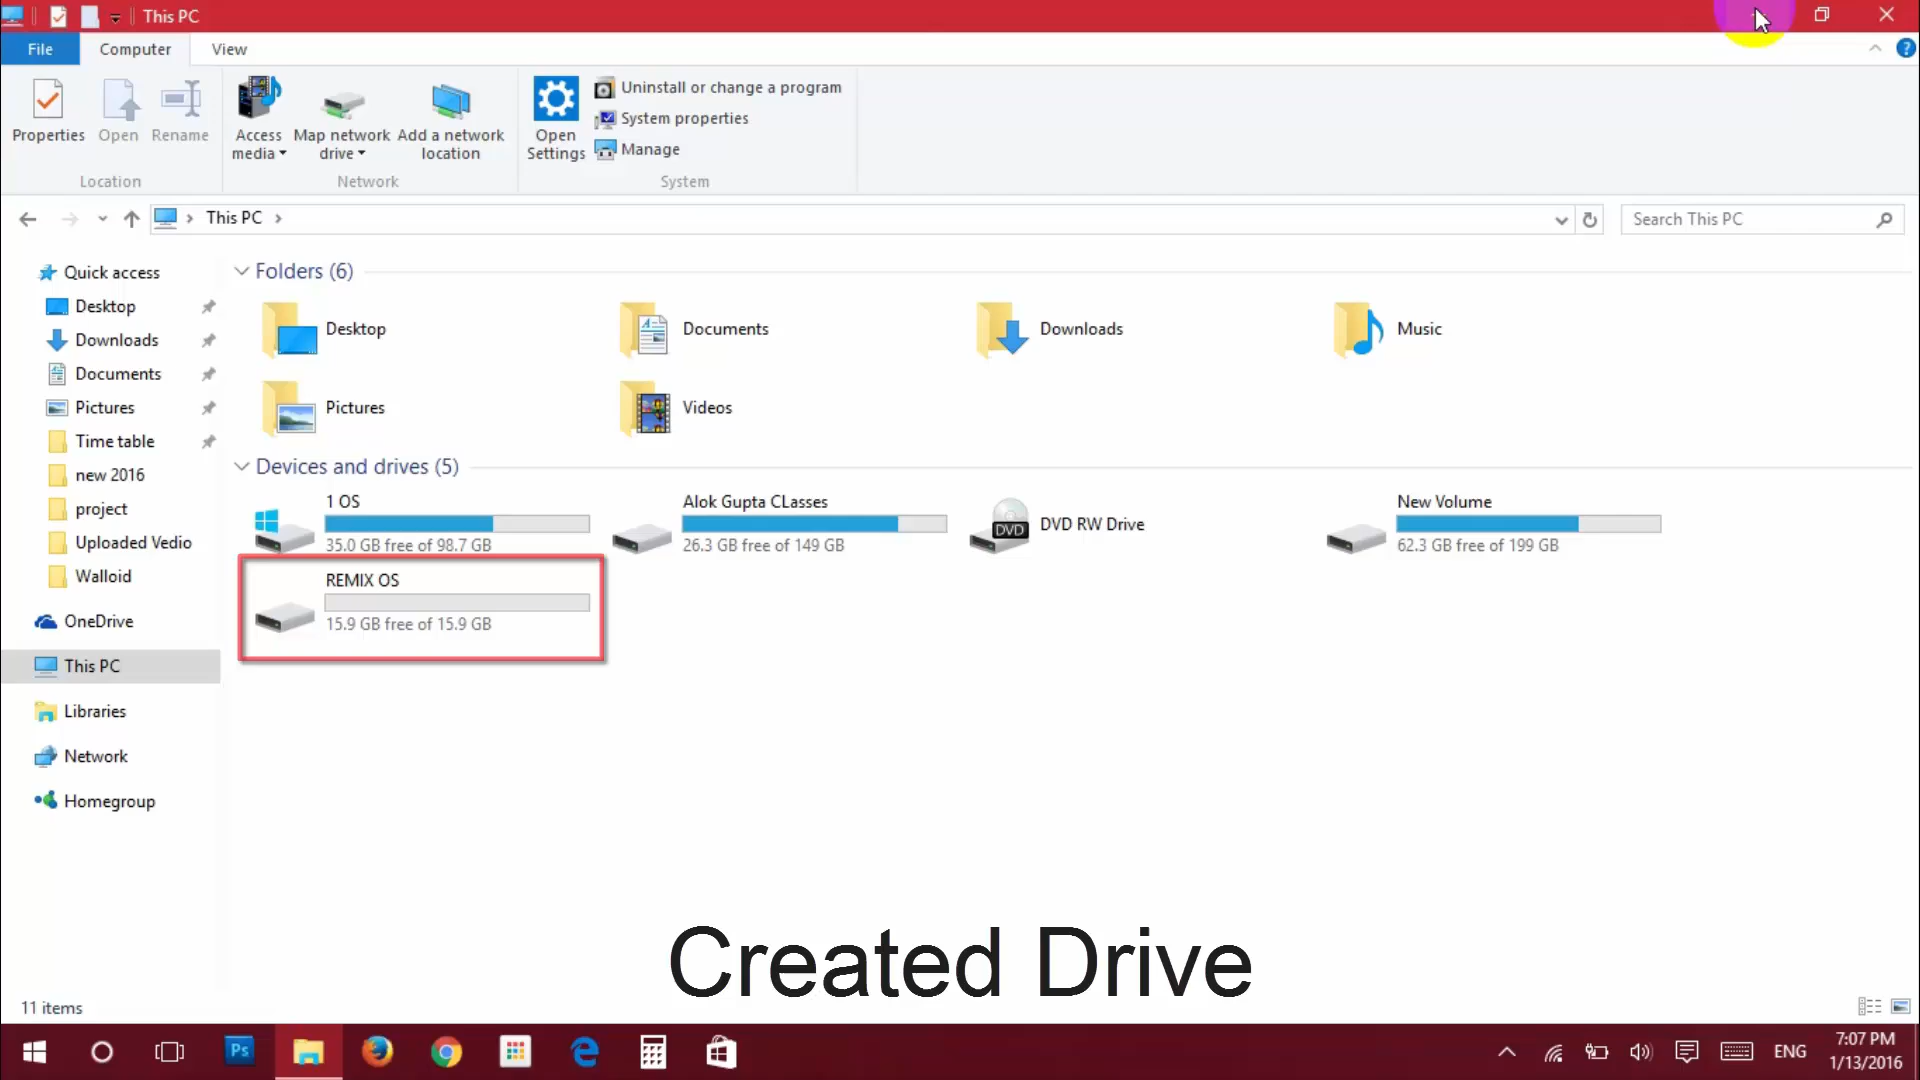 This PC
File Computer View
Properties Open Rename
Access media Map network drive Add a network location
Open Settings
Uninstall or change a program
System properties
Manage
Location Network System
This PC
Search This PC
Quick access
Desktop
Downloads
Documents
Pictures
Time table
new 2016
project
Uploaded Vedio
Walloid
OneDrive
This PC
Libraries
Network
Homegroup
Folders (6)
Desktop
Documents
Downloads
Music
Pictures
Videos
Devices and drives (5)
1 OS
35.0 GB free of 98.7 GB
Alok Gupta CLasses
26.3 GB free of 149 GB
DVD
DVD RW Drive
New Volume
62.3 GB free of 199 GB
REMIX OS
15.9 GB free of 15.9 GB
Created Drive
11 items
Ps
ENG
7:07 PM
1/13/2016